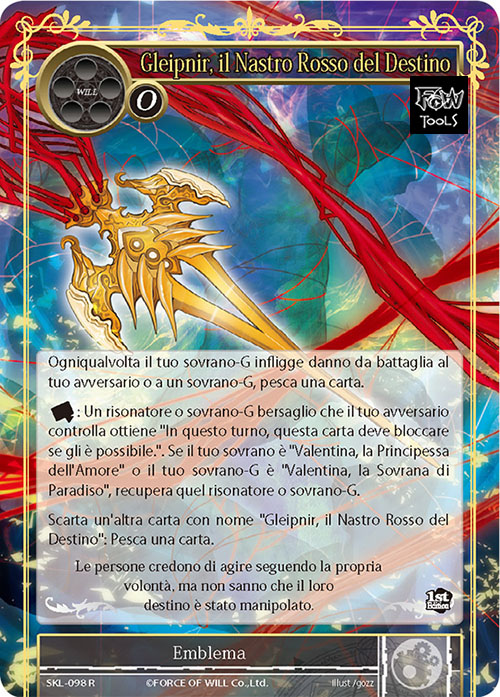 Gleipnir, il Nastro Rosso del Destino
WILL
0
FOW
TOOLS
Ogniqualvolta il tuo sovrano-G infligge danno da battaglia al
tuo avversario o a un sovrano-G, pesca una carta.
: Un risonatore o sovrano-G bersaglio che il tuo avversario
controlla ottiene "In questo turno, questa carta deve bloccare
se gli è possibile.". Se il tuo sovrano è "Valentina, la Principessa
dell'Amore" o il tuo sovrano-G è "Valentina, la Sovrana di
Paradiso", recupera quel risonatore o sovrano-G.
Scarta un'altra carta con nome "Gleipnir, il Nastro Rosso del
Destino": Pesca una carta.
Le persone credono di agire seguendo la propria
volontà, ma non sanno che il loro
destino è stato manipolato.
1st
Edition
Emblema
SKL-098 R ©FORCE OF WILL Co.,Ltd. Illust /gozz